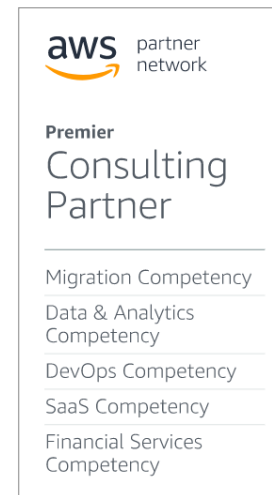 aws partner
network
Premier
Consulting
Partner
Migration Competency
Data & Analytics
Competency
DevOps Competency
SaaS Competency
Financial Services
Competency